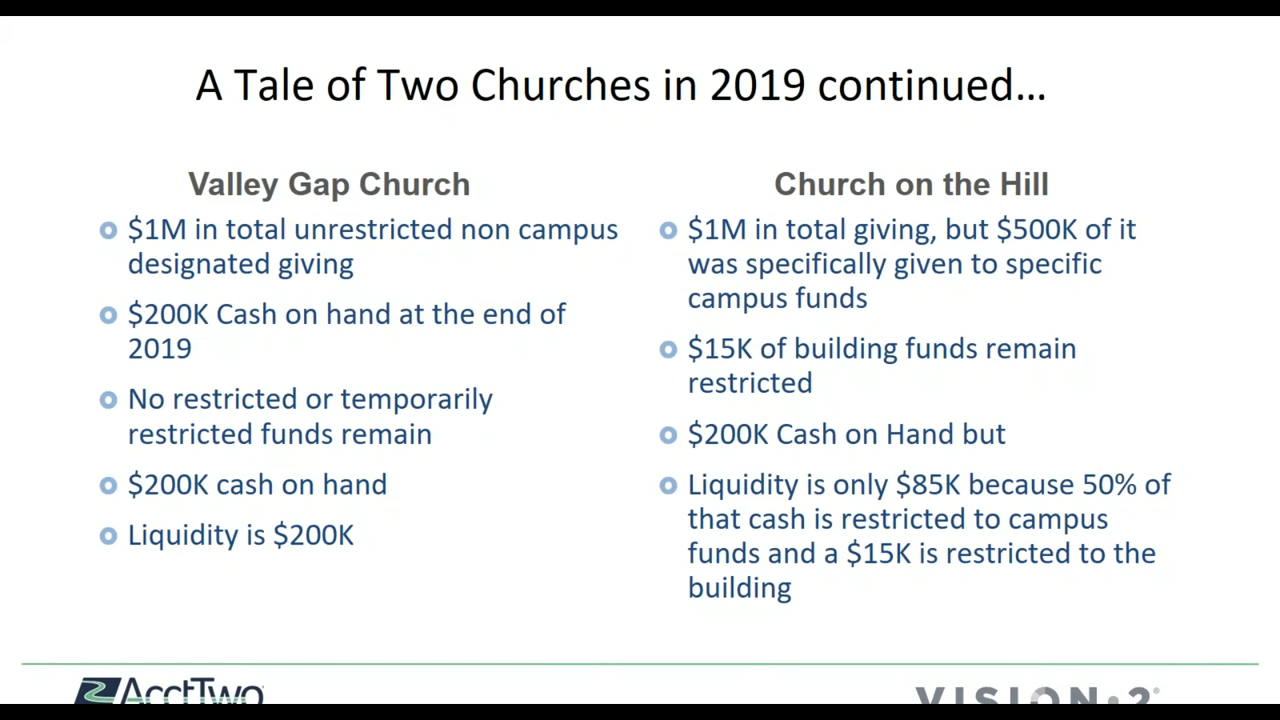 A Tale of Two Churches in 2019 continued...
Valley Gap Church
$1M in total unrestricted non campus
designated giving
$200K Cash on hand at the end of
2019
No restricted or temporarily
restricted funds remain
$200K cash on hand
Liquidity is $200K
Church on the Hill
$1M in total giving, but $500K of it
was specifically given to specific
campus funds
$15K of building funds remain
restricted
$200K Cash on Hand but
Liquidity is only $85K because 50% of
that cash is restricted to campus
funds and a $15K is restricted to the
building
AcctTwo
VISION·2